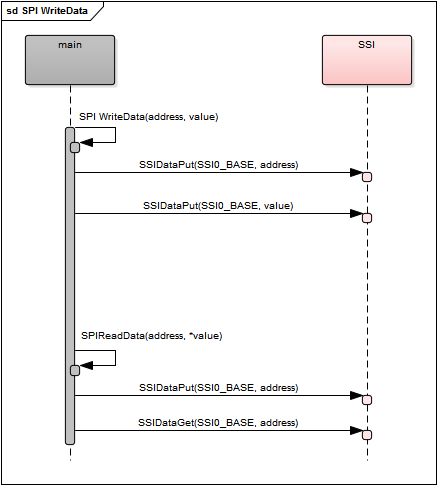 sd SPI WriteData
main
SSI
SPI WriteData(address, value)
SSIDataPut(SSI0_BASE, address)
SSIDataPut(SSI0_BASE, value)
SPIReadData(address, *value)
SSIDataPut(SSI0_BASE, address)
SSIDataGet(SSI0_BASE, address)